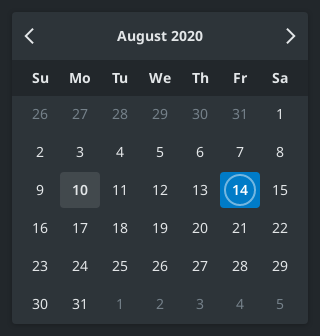 August 2020
Su Mo Tu We Th Fr Sa
26 27 28 29 30 31 1
2 3 4 5 6 7 8
9 10 11 12 13 14 15
16 17 18 19 20 21 22
23 24 25 26 27 28 29
30 31 1 2 3 4 5